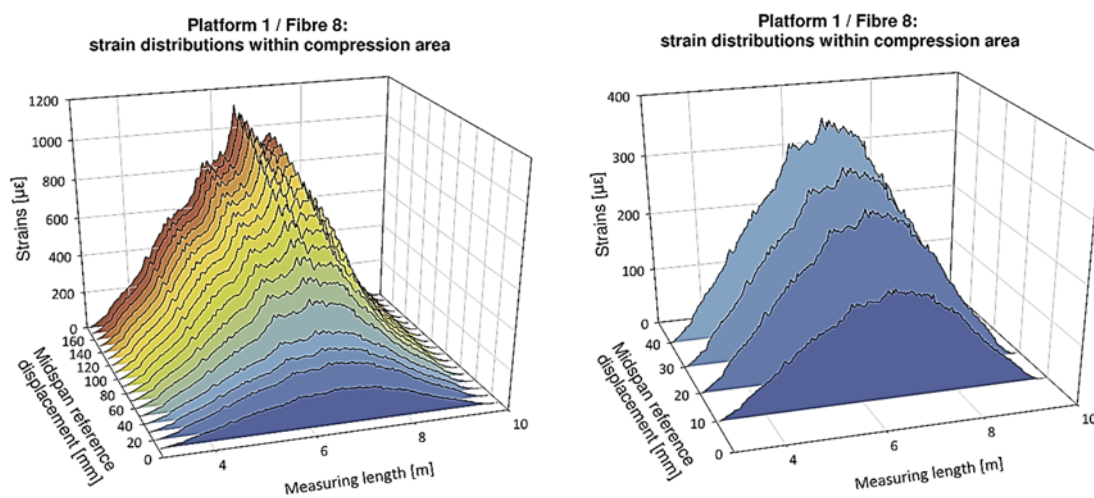 Platform 1 / Fibre 8:
strain distributions within compression area
1200
1000
800
600
400
200
0
Strains [µε]
160
140
120
100
80
60
40
20
0
Midspan reference
displacement [mm]
4
6
8
10
Measuring length [m]
Platform 1 / Fibre 8:
strain distributions within compression area
400
300
200
100
0
Strains [µε]
40
30
20
10
0
Midspan reference
displacement [mm]
4
6
8
10
Measuring length [m]